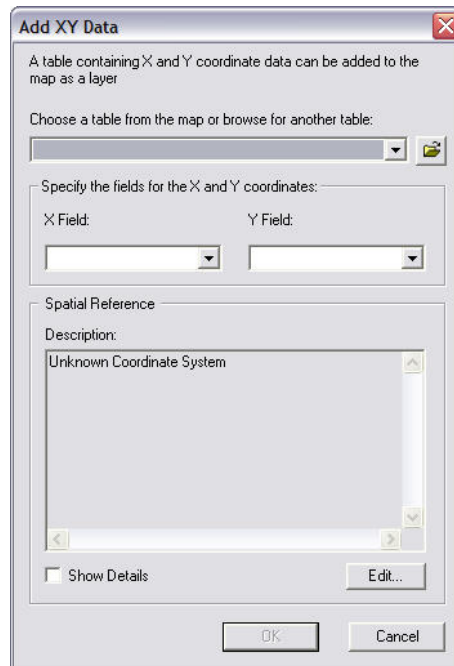 Add XY Data
A table containing X and Y coordinate data can be added to the
map as a layer
Choose a table from the map or browse for another table:
Specify the fields for the X and Y coordinates:
X Field: Y Field:
Spatial Reference
Description:
Unknown Coordinate System
Show Details Edit...
OK Cancel